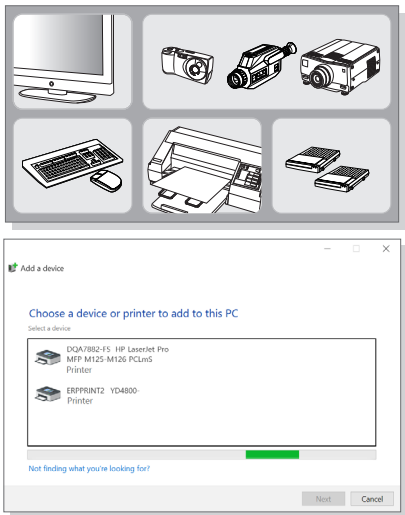 Add a device
Choose a device or printer to add to this PC
Select a device
DQA7882-FS HP LaserJet Pro
MFP M125-M126 PCLmS
Printer
ERPPRINT2 YD4800-
Printer
Not finding what you're looking for?
Next
Cancel